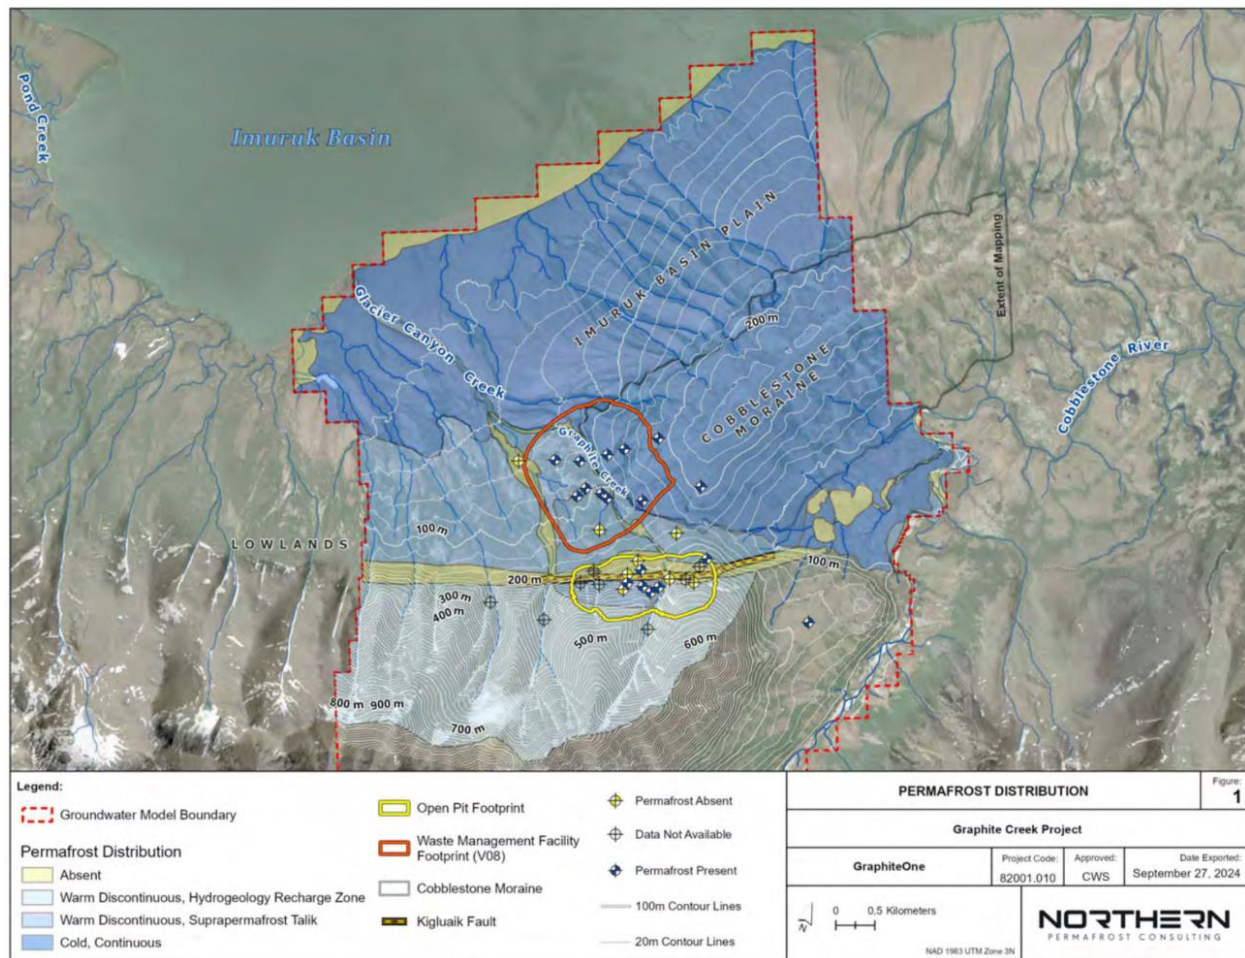 Pond Creek
Imuruk Basin
IMURUK BASIN PLAIN
Glacier Canyon Creek
200 m
Extent of Mapping
COBBLESTONE MORAINE
Cobblestone River
Graphite Creek
100 m
LOWLANDS
200 m
100 m
300 m
400 m
500 m
600 m
800 m
900 m
700 m
Legend:
Groundwater Model Boundary
Permafrost Distribution
Absent
Warm Discontinuous, Hydrogeology Recharge Zone
Warm Discontinuous, Suprapermafrost Talik
Cold, Continuous
Open Pit Footprint
Waste Management Facility
Footprint (V08)
Cobblestone Moraine
Kigluaik Fault
Permafrost Absent
Data Not Available
Permafrost Present
100m Contour Lines
20m Contour Lines
PERMAFROST DISTRIBUTION
Figure:
1
Graphite Creek Project
GraphiteOne
Project Code:
82001.010
Approved:
CWS
Date Exported:
September 27, 2024
N
0 0.5 Kilometers
NAD 1983 UTM Zone 3N
NORTHERN
PERMAFROST CONSULTING